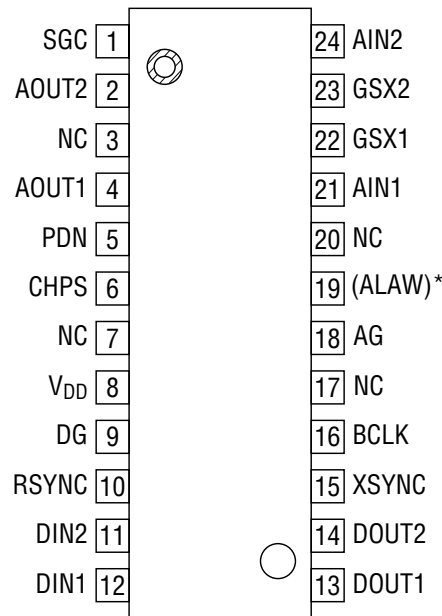 SGC 1 24 AIN2
AOUT2 2 23 GSX2
NC 3 22 GSX1
AOUT1 4 21 AIN1
PDN 5 20 NC
CHPS 6 19 (ALAW)*
NC 7 18 AG
VDD 8 17 NC
DG 9 16 BCLK
RSYNC 10 15 XSYNC
DIN2 11 14 DOUT2
DIN1 12 13 DOUT1